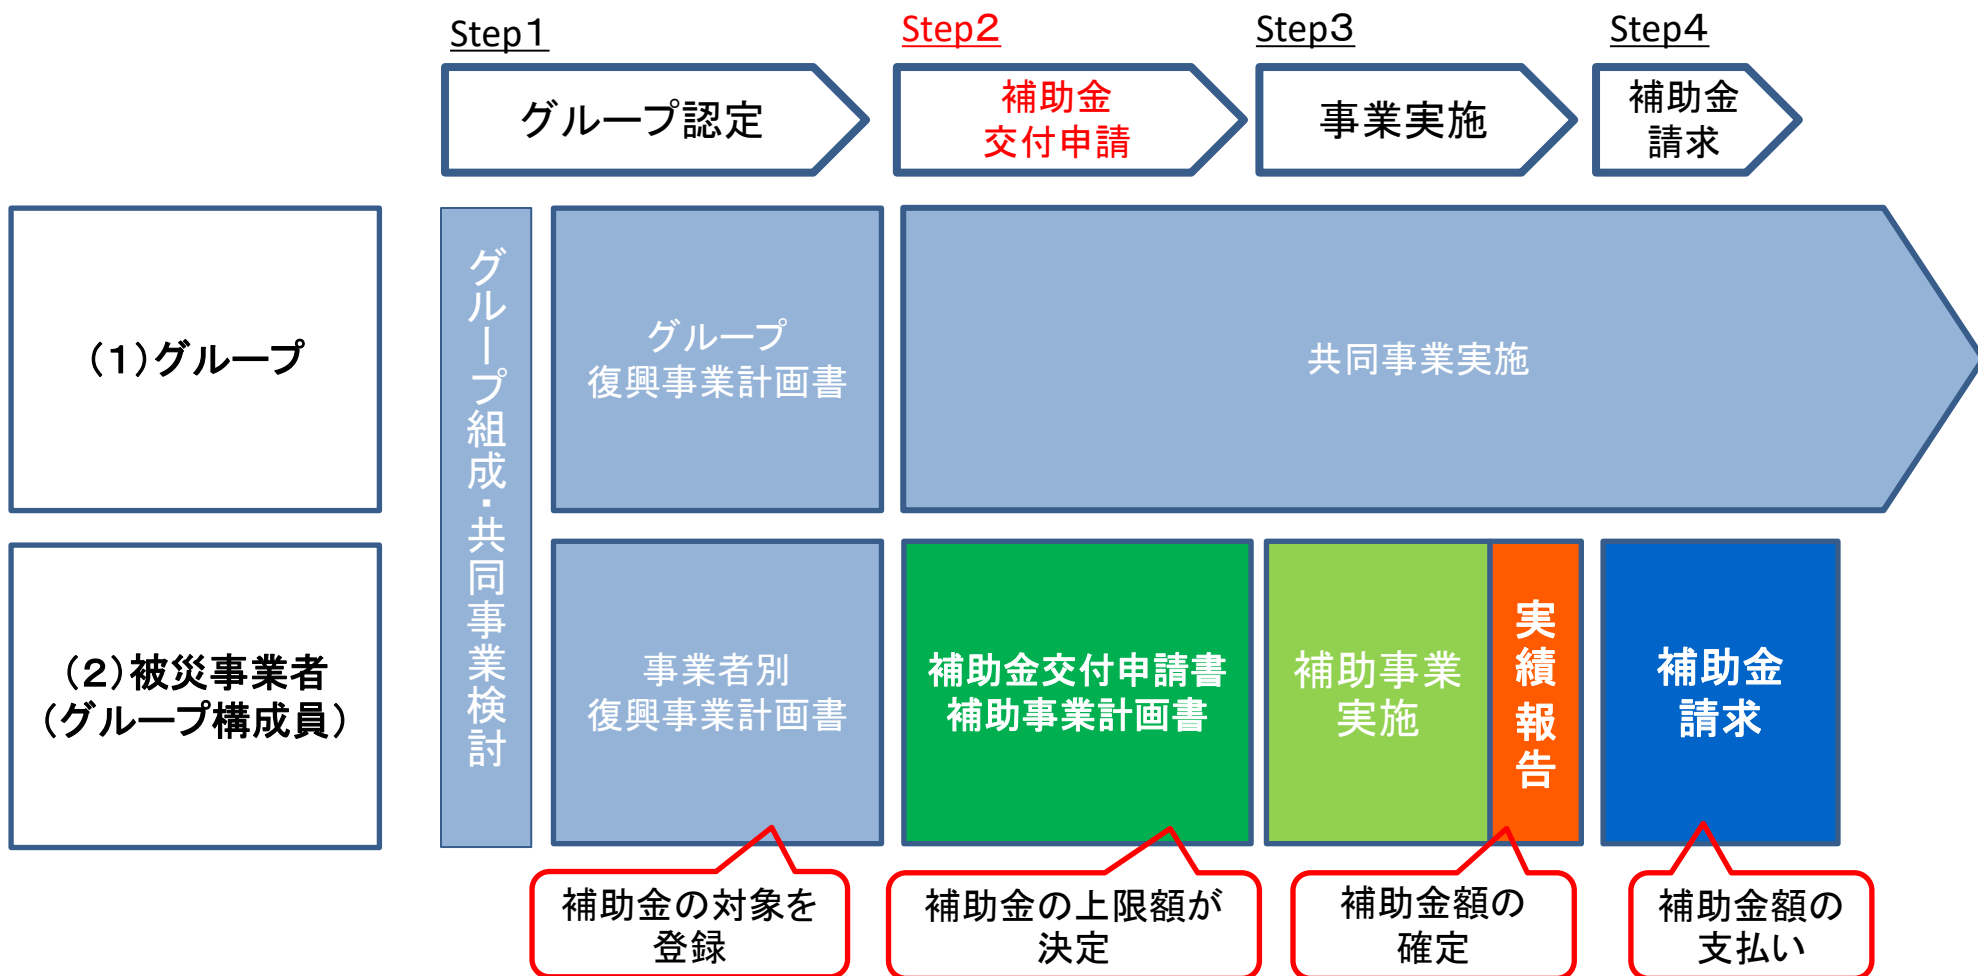 Step1
Step2
Step3
Step4
グループ認定
補助金
交付申請
事業実施
補助金
請求
(1)グループ
グループ組成・共同事業検討
グループ
復興事業計画書
共同事業実施
(2)被災事業者
(グループ構成員)
事業者別
復興事業計画書
補助金交付申請書
補助事業計画書
補助事業
実施
実績報告
補助金
請求
補助金の対象を
登録
補助金の上限額が
決定
補助金額の
確定
補助金額の
支払い